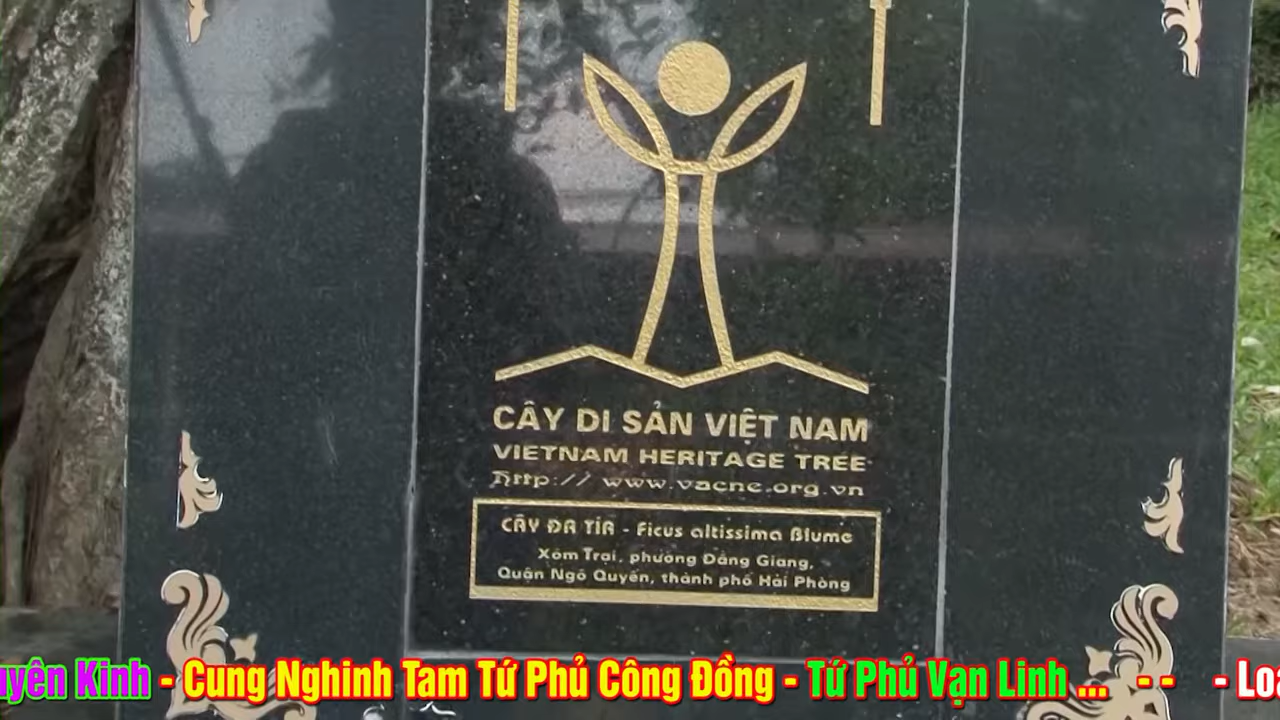 CÂY DI SẢN VIỆT NAM
VIETNAM HERITAGE TREE
http:// www.vacne.org.vn
CÂY ĐA TÍA - Ficus altissima Blume
Xóm Trại, phường Đằng Giang,
Quận Ngô Quyền, thành phố Hải Phòng
Kinh - Cung Nghinh Tam Tứ Phủ Công Đồng - Tứ Phủ Vạn Linh ... - - -